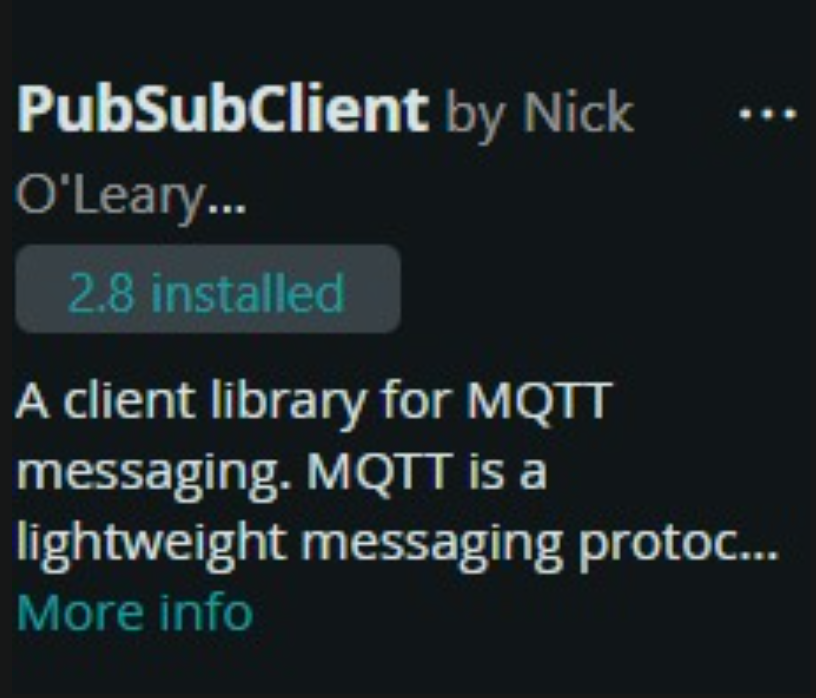 PubSubClient by Nick ...
O'Leary...
2.8 installed
A client library for MQTT
messaging. MQTT is a
lightweight messaging protoc...
More info